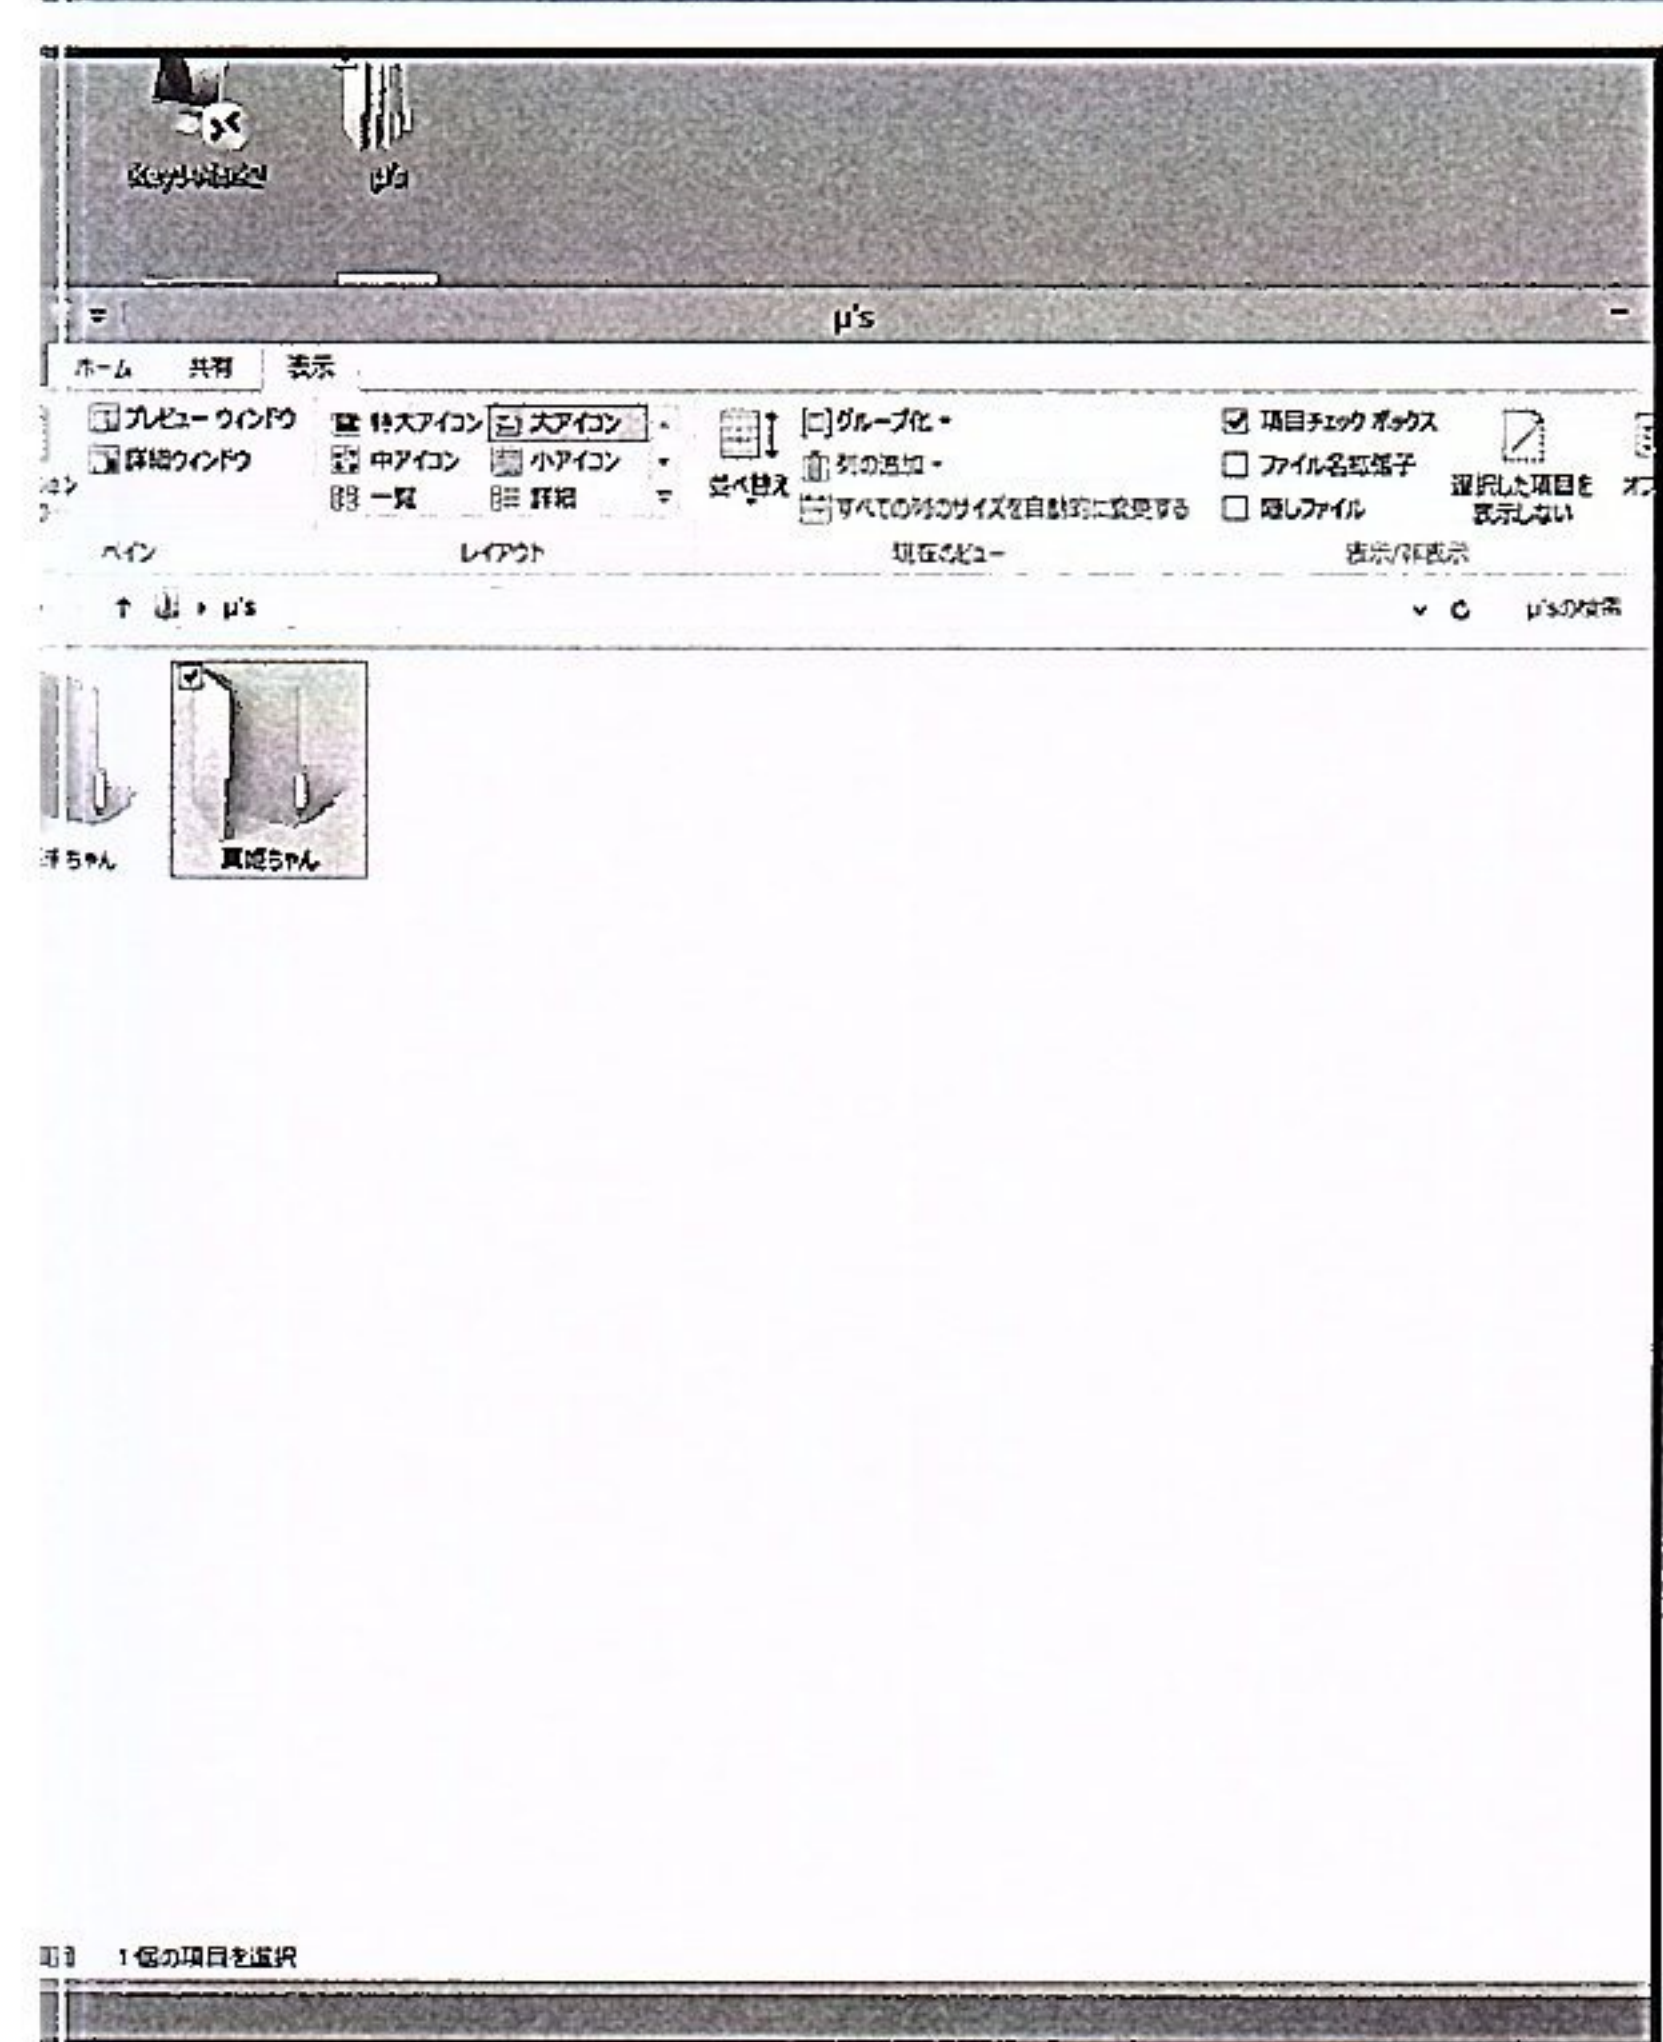 μ's
μ's
ホーム 共有 表示
プレビュー ウィンドウ 特大アイコン 大アイコン グループ化 項目チェック ボックス
詳細ウィンドウ 中アイコン 小アイコン 列の追加 ファイル名拡張子
一覧 詳細 並べ替え すべての列のサイズを自動的に変更する 隠しファイル 選択した項目を
表示しない
ペイン レイアウト 現在のビュー 表示/非表示
μ's μ'sの検索
ちゃん 真姫ちゃん
1個の項目を選択